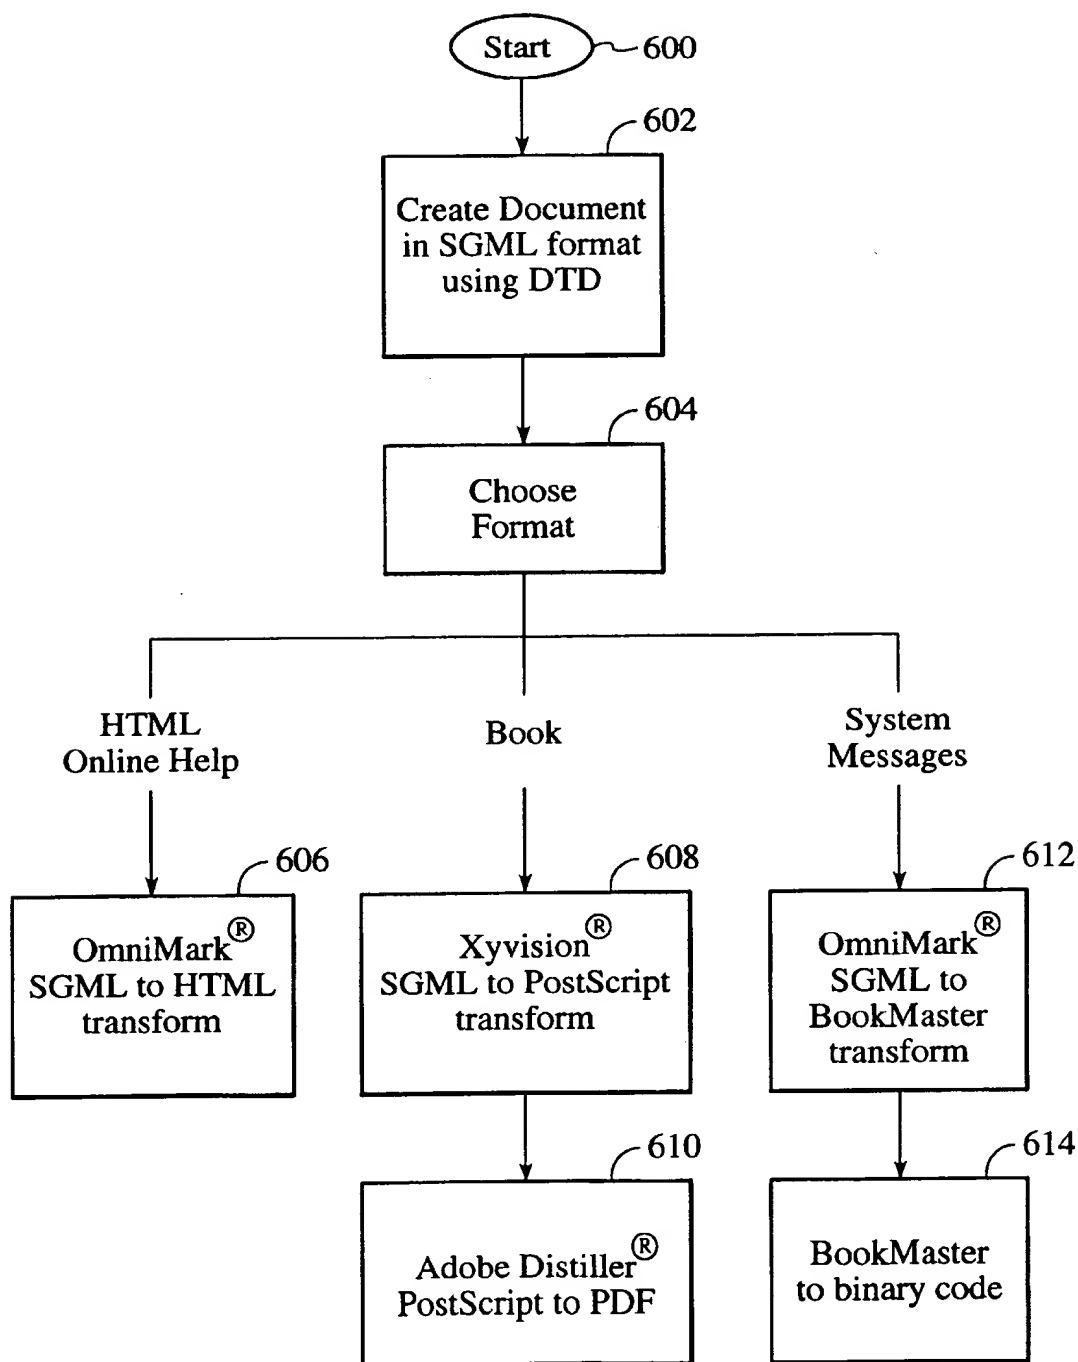 Start
600
602
Create Document
in SGML format
using DTD
604
Choose
Format
HTML
Online Help
Book
System
Messages
606
OmniMark®
SGML to HTML
transform
608
Xyvision®
SGML to PostScript
transform
612
OmniMark®
SGML to
BookMaster
transform
610
Adobe Distiller®
PostScript to PDF
614
BookMaster
to binary code